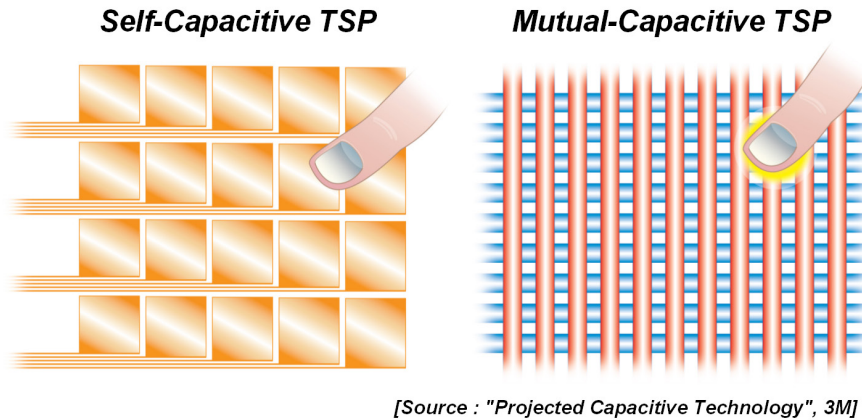 Self-Capacitive TSP
Mutual-Capacitive TSP
[Source : "Projected Capacitive Technology", 3M]